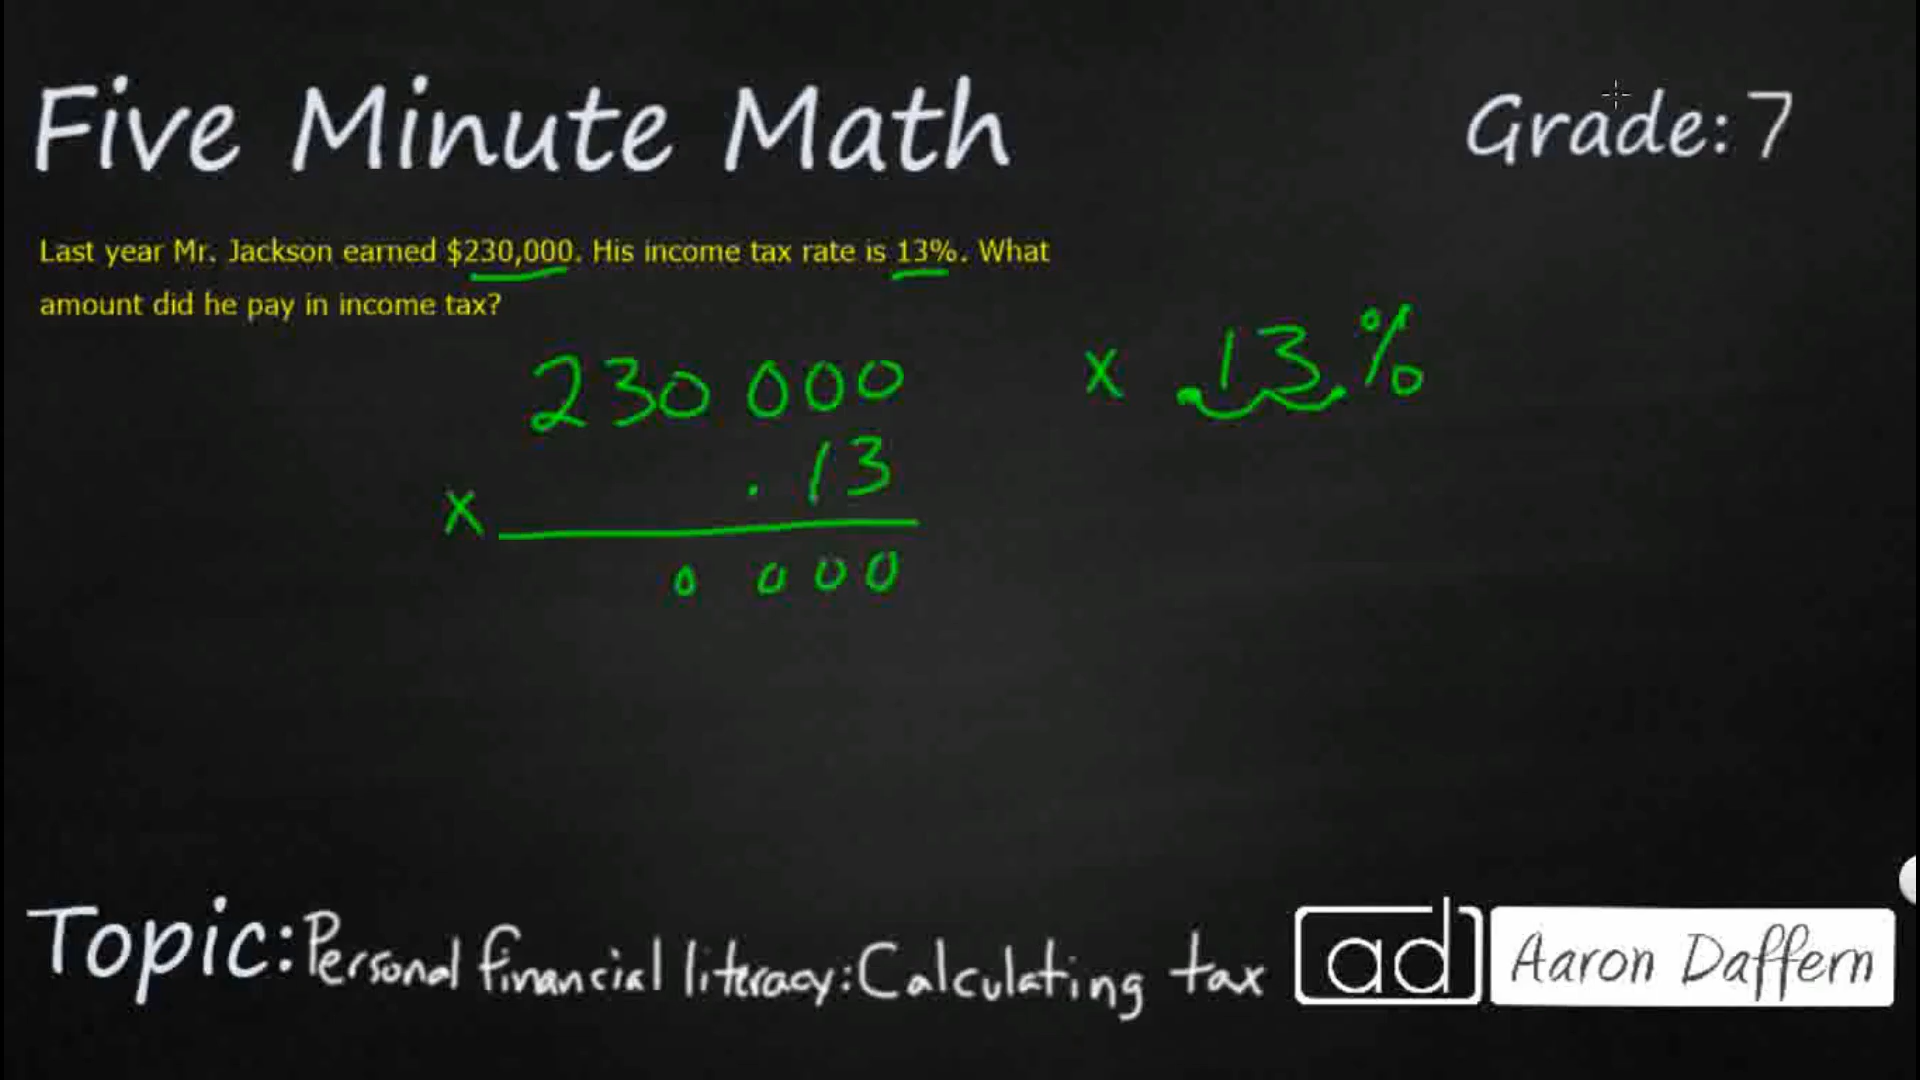 Five Minute Math
Grade: 7
Last year Mr. Jackson earned $230,000. His income tax rate is 13%. What
amount did he pay in income tax?
230 000
x .13%
x .13
0 000
Topic: Personal financial literacy: Calculating tax
ad Aaron Daffern